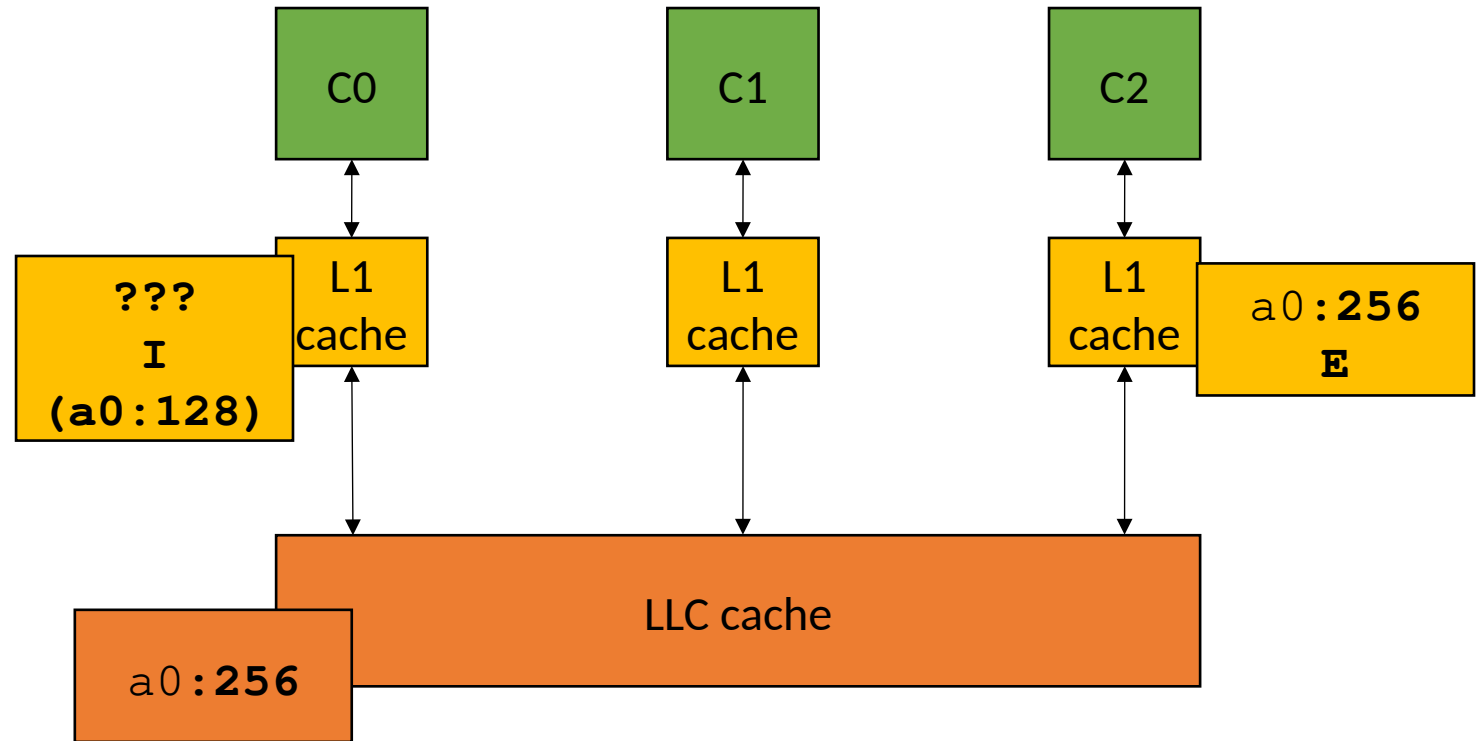 C0
C1
C2
L1
cache
L1
cache
L1
cache
???
I
(a0:128)
a0:256
E
LLC cache
a0:256